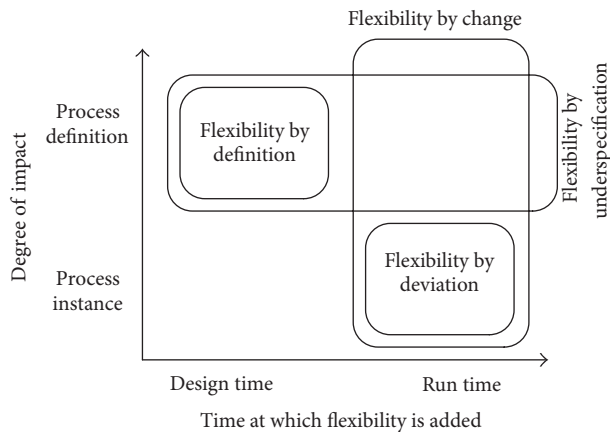 Flexibility by change
Process
definition
Flexibility by
definition
Flexibility by
underspecification
Degree of impact
Process
instance
Flexibility by
deviation
Design time
Run time
Time at which flexibility is added